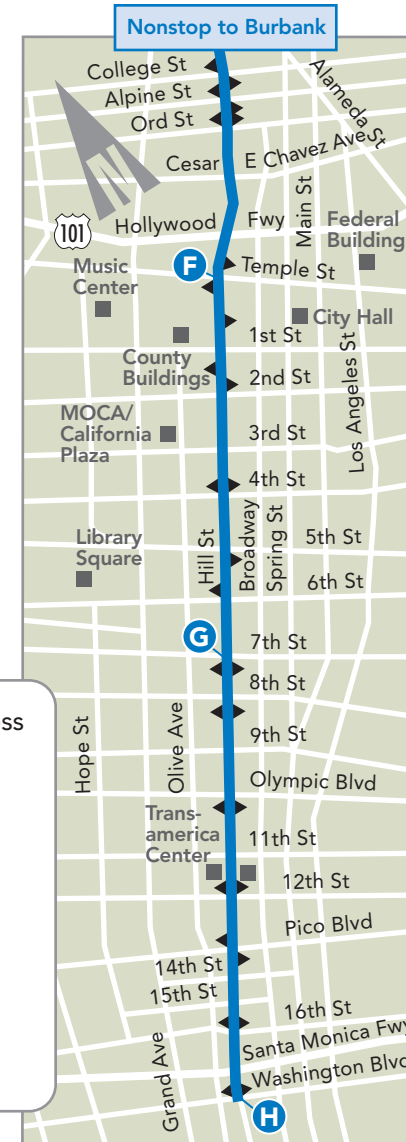 Nonstop to Burbank
College St
Alpine St
Ord St
Alameda St
Cesar E Chavez Ave
101
Hollywood Fwy
Main St
Federal
Building
F
Temple St
Music
Center
City Hall
1st St
County
Buildings
2nd St
Los Angeles St
MOCA/
California
Plaza
3rd St
4th St
Hill St
Broadway
Spring St
5th St
Library
Square
6th St
G
7th St
8th St
ss
Hope St
Olive Ave
9th St
Olympic Blvd
Trans-
america
Center
11th St
12th St
Pico Blvd
14th St
15th St
16th St
Grand Ave
Santa Monica Fwy
Washington Blvd
H